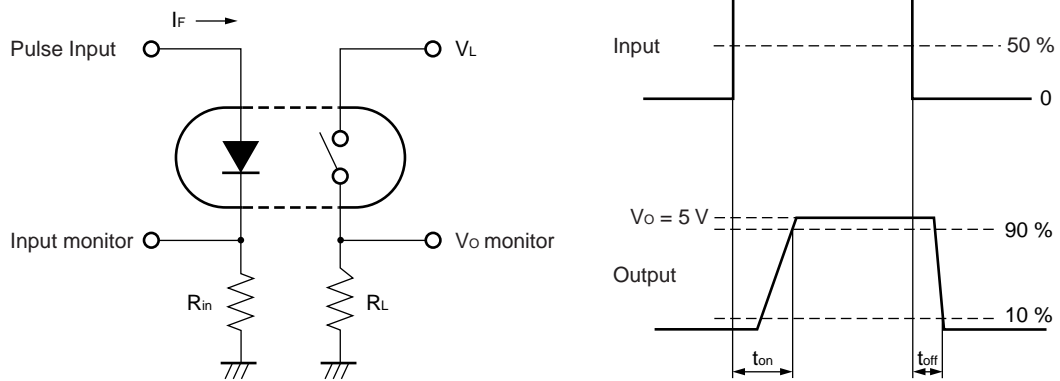 IF
Pulse Input
VL
Input monitor
VO monitor
Rin
RL
Input
50 %
0
VO = 5 V
90 %
Output
10 %
ton
toff